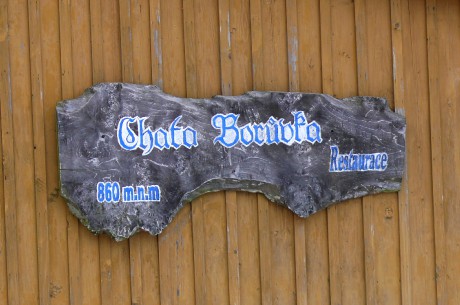 Chata Borůvka
Restaurace
860 m.n.m